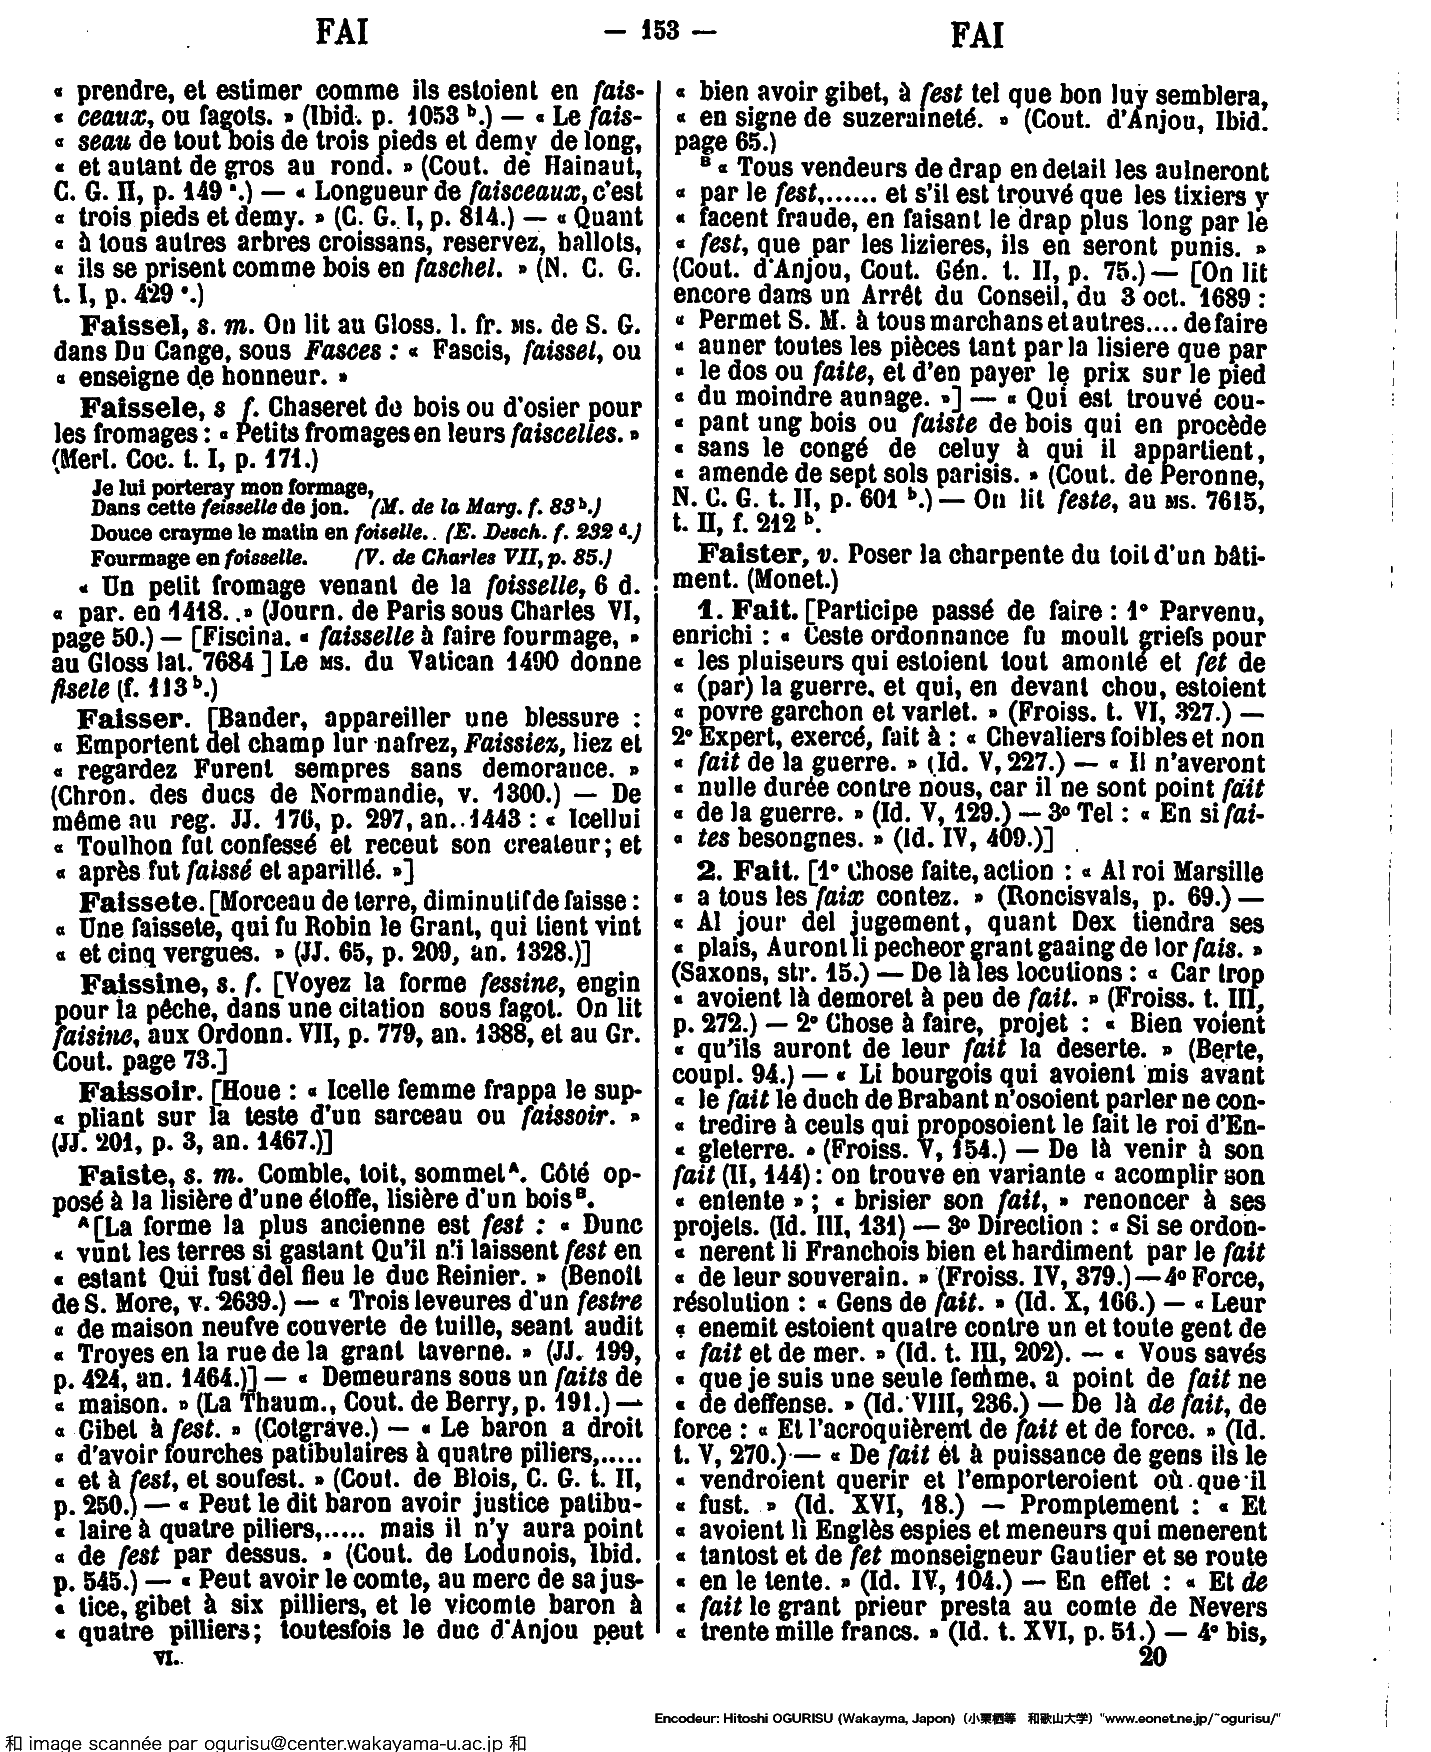 FAI — 153 — FAI
« prendre, et estimer comme ils estoient en fais-
« ceaux, ou fagots. » (Ibid. p. 1053 b.) — « Le fais-
« seau de tout bois de trois pieds et demy de long,
« et autant de gros au rond. » (Cout. de Hainaut,
C. G. II, p. 149 a.) — « Longueur de faisceaux, c'est
« trois pieds et demy. » (C. G. I, p. 814.) — « Quant
« à tous autres arbres croissans, reservez, ballots,
« ils se prisent comme bois en faschel. » (N. C. G.
t. I, p. 429 a.)
Faissel, s. m. On lit au Gloss. l. fr. ms. de S. G.
dans Du Cange, sous Fasces : « Fascis, faissel, ou
« enseigne de honneur. »
Faissele, s f. Chaseret de bois ou d'osier pour
les fromages : « Petits fromages en leurs faiscelles. »
(Merl. Coc. t. I, p. 171.)
Je lui porteray mon formage,
Dans cette feisselle de jon. (M. de la Marg. f. 83 b.)
Douce crayme le matin en foiselle.. (E. Desch. f. 232 d.)
Fourmage en foisselle. (V. de Charles VII, p. 85.)
« Un petit fromage venant de la foisselle, 6 d.
« par. en 1418. .» (Journ. de Paris sous Charles VI,
page 50.) — [Fiscina. « faisselle à faire fourmage, »
au Gloss lat. 7684 ] Le ms. du Vatican 1490 donne
fisele (f. 113 b.)
Faisser. [Bander, appareiller une blessure :
« Emportent del champ lur nafrez, Faissiez, liez et
« regardez Furent sempres sans demorance. »
(Chron. des ducs de Normandie, v. 1300.) — De
même au reg. JJ. 176, p. 297, an. 1443 : « Icellui
« Toulhon fut confessé et receut son createur ; et
« après fut faissé et aparillé. »]
Faissete. [Morceau de terre, diminutif de faisse :
« Une faissete, qui fu Robin le Grant, qui tient vint
« et cinq vergues. » (JJ. 65, p. 209, an. 1328.)]
Faissine, s. f. [Voyez la forme fessine, engin
pour la pêche, dans une citation sous fagot. On lit
faisine, aux Ordonn. VII, p. 779, an. 1388, et au Gr.
Cout. page 73.]
Faissoir. [Houe : « Icelle femme frappa le sup-
« pliant sur la teste d'un sarceau ou faissoir. »
(JJ. 201, p. 3, an. 1467.)]
Faiste, s. m. Comble, toit, sommet A. Côté op-
posé à la lisière d'une étoffe, lisière d'un bois B.
A [La forme la plus ancienne est fest : « Dunc
« vunt les terres si gastant Qu'il n'i laissent fest en
« estant Qui fust del fieu le duc Reinier. » (Benoit
de S. More, v. 2639.) — « Trois leveures d'un festre
« de maison neufve couverte de tuille, seant audit
« Troyes en la rue de la grant taverne. » (JJ. 199,
p. 424, an. 1464.)] — « Demeurans sous un faits de
« maison. » (La Thaum., Cout. de Berry, p. 191.) —
« Gibet à fest. » (Cotgrave.) — « Le baron a droit
« d'avoir fourches patibulaires à quatre piliers,.....
« et à fest, et soufest. » (Cout. de Blois, C. G. t. II,
p. 250.) — « Peut le dit baron avoir justice patibu-
« laire à quatre piliers,..... mais il n'y aura point
« de fest par dessus. » (Cout. de Lodunois, Ibid.
p. 545.) — « Peut avoir le comte, au merc de sa jus-
« tice, gibet à six pilliers, et le vicomte baron à
« quatre pilliers ; toutesfois le duc d'Anjou peut
VI.
« bien avoir gibet, à fest tel que bon luy semblera,
« en signe de suzeraineté. » (Cout. d'Anjou, Ibid.
page 65.)
B « Tous vendeurs de drap en detail les aulneront
« par le fest,...... et s'il est trouvé que les tixiers y
« facent fraude, en faisant le drap plus long par le
« fest, que par les lizieres, ils en seront punis. »
(Cout. d'Anjou, Cout. Gén. t. II, p. 75.) — [On lit
encore dans un Arrêt du Conseil, du 3 oct. 1689 :
« Permet S. M. à tous marchans et autres.... de faire
« auner toutes les pièces tant par la lisiere que par
« le dos ou faite, et d'en payer le prix sur le pied
« du moindre aunage. »] — « Qui est trouvé cou-
« pant ung bois ou faiste de bois qui en procède
« sans le congé de celuy à qui il appartient,
« amende de sept sols parisis. » (Cout. de Peronne,
N. C. G. t. II, p. 601 b.) — On lit feste, au ms. 7615,
t. II, f. 212 b.
Faister, v. Poser la charpente du toit d'un bâti-
ment. (Monet.)
1. Fait. [Participe passé de faire : 1° Parvenu,
enrichi : « Ceste ordonnance fu moult griefs pour
« les pluiseurs qui estoient tout amonté et fet de
« (par) la guerre, et qui, en devant chou, estoient
« povre garchon et varlet. » (Froiss. t. VI, 327.) —
2° Expert, exercé, fait à : « Chevaliers foibles et non
« fait de la guerre. » (Id. V, 227.) — « Il n'averont
« nulle durée contre nous, car il ne sont point fait
« de la guerre. » (Id. V, 129.) — 3° Tel : « En si fai-
« tes besongnes. » (Id. IV, 409.)]
2. Fait. [1° Chose faite, action : « Al roi Marsille
« a tous les faix contez. » (Roncisvals, p. 69.) —
« Al jour del jugement, quant Dex tiendra ses
« plais, Auront li pecheor grant gaaing de lor fais. »
(Saxons, str. 15.) — De là les locutions : « Car trop
« avoient là demoret à peu de fait. » (Froiss. t. III,
p. 272.) — 2° Chose à faire, projet : « Bien voient
« qu'ils auront de leur fait la deserte. » (Berte,
coupl. 94.) — « Li bourgois qui avoient mis avant
« le fait le duch de Brabant n'osoient parler ne con-
« tredire à ceuls qui proposoient le fait le roi d'En-
« gleterre. » (Froiss. V, 154.) — De là venir à son
fait (II, 144) : on trouve en variante « acomplir son
« entente » ; « brisier son fait, » renoncer à ses
projets. (Id. III, 131) — 3° Direction : « Si se ordon-
« nerent li Franchois bien et hardiment par le fait
« de leur souverain. » (Froiss. IV, 379.) — 4° Force,
résolution : « Gens de fait. » (Id. X, 166.) — « Leur
« enemit estoient quatre contre un et toute gent de
« fait et de mer. » (Id. t. III, 202). — « Vous savés
« que je suis une seule femme, a point de fait ne
« de deffense. » (Id. VIII, 236.) — De là de fait, de
force : « Et l'acroquièrent de fait et de force. » (Id.
t. V, 270.) — « De fait et à puissance de gens ils le
« vendroient querir et l'emporteroient où que il
« fust. » (Id. XVI, 18.) — Promptement : « Et
« avoient li Englès espies et meneurs qui menerent
« tantost et de fet monseigneur Gautier et se route
« en le tente. » (Id. IV, 104.) — En effet : « Et de
« fait le grant prieur presta au comte de Nevers
« trente mille francs. » (Id. t. XVI, p. 51.) — 4° bis,
20
Encodeur: Hitoshi OGURISU (Wakayma, Japon) (小栗栖等 和歌山大学) "www.eonet.ne.jp/~ogurisu/"
和 image scannée par ogurisu@center.wakayama-u.ac.jp 和